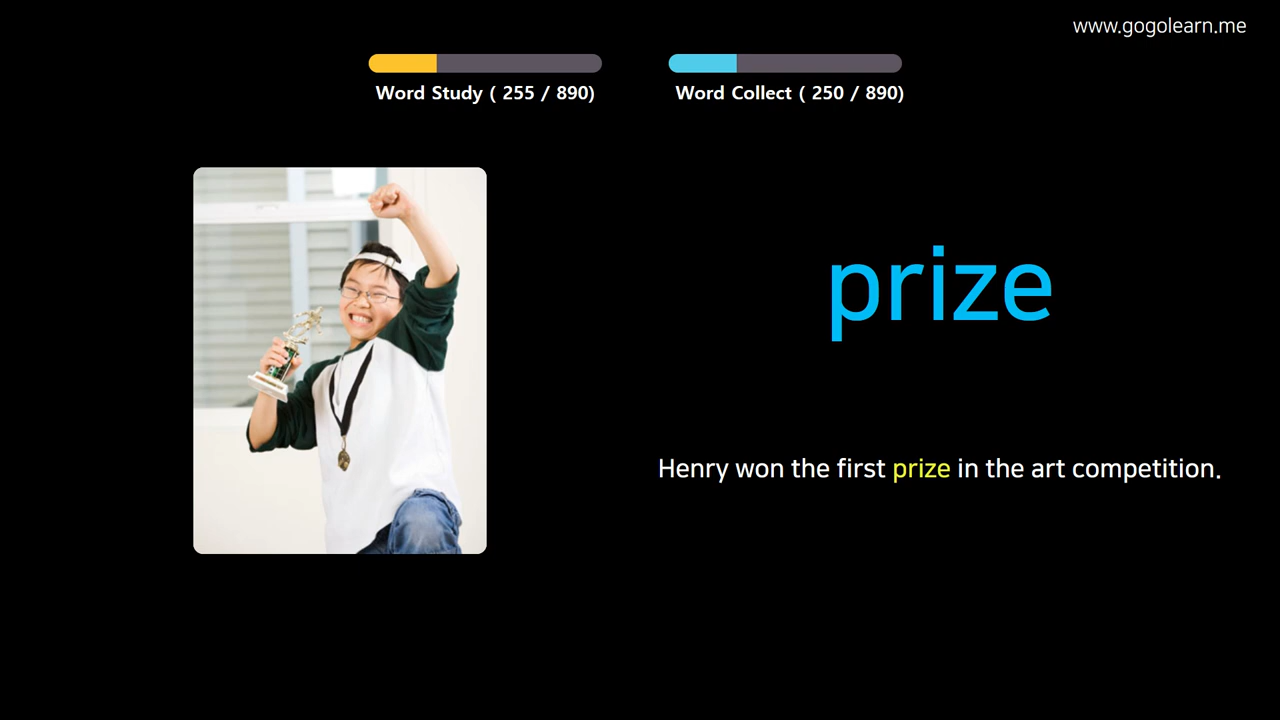 www.gogolearn.me
Word Study ( 255 / 890)
Word Collect ( 250 / 890)
prize
Henry won the first prize in the art competition.